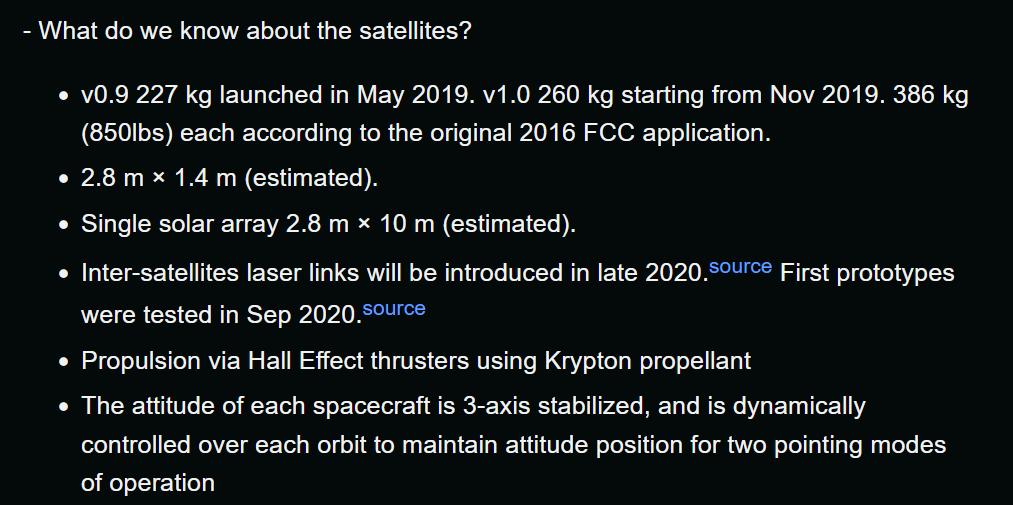 - What do we know about the satellites?
• v0.9 227 kg launched in May 2019. v1.0 260 kg starting from Nov 2019. 386 kg
(850lbs) each according to the original 2016 FCC application.
• 2.8 m × 1.4 m (estimated).
• Single solar array 2.8 m × 10 m (estimated).
• Inter-satellites laser links will be introduced in late 2020.source First prototypes
were tested in Sep 2020.source
• Propulsion via Hall Effect thrusters using Krypton propellant
• The attitude of each spacecraft is 3-axis stabilized, and is dynamically
controlled over each orbit to maintain attitude position for two pointing modes
of operation